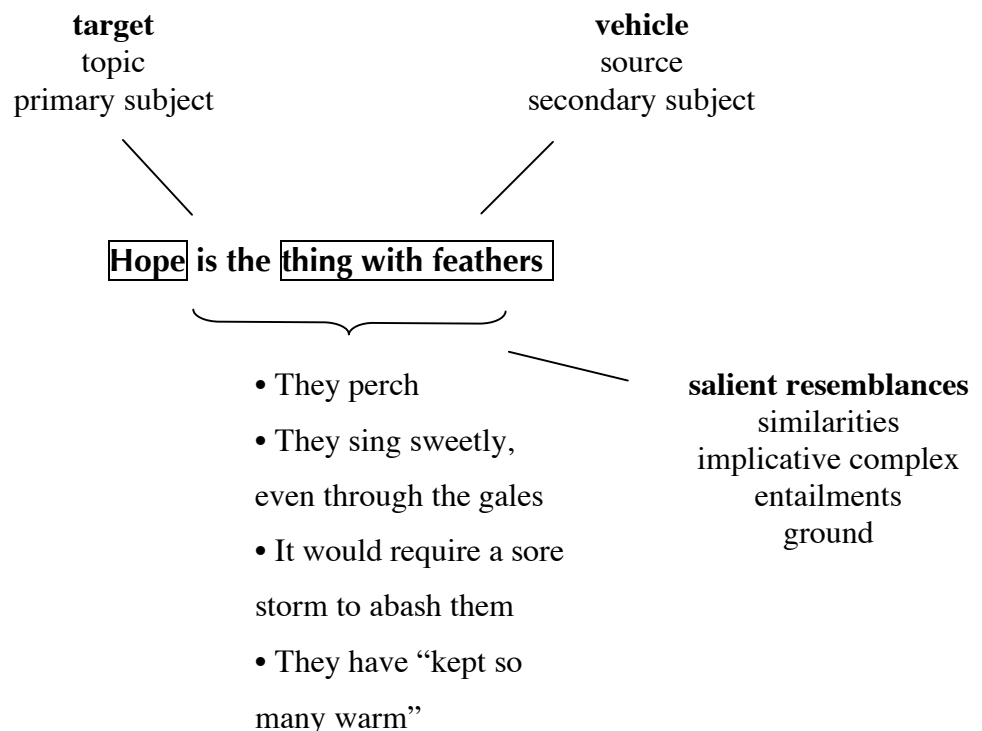 target
topic
primary subject
vehicle
source
secondary subject
Hope is the thing with feathers
• They perch
• They sing sweetly,
even through the gales
• It would require a sore
storm to abash them
• They have “kept so
many warm”
salient resemblances
similarities
implicative complex
entailments
ground